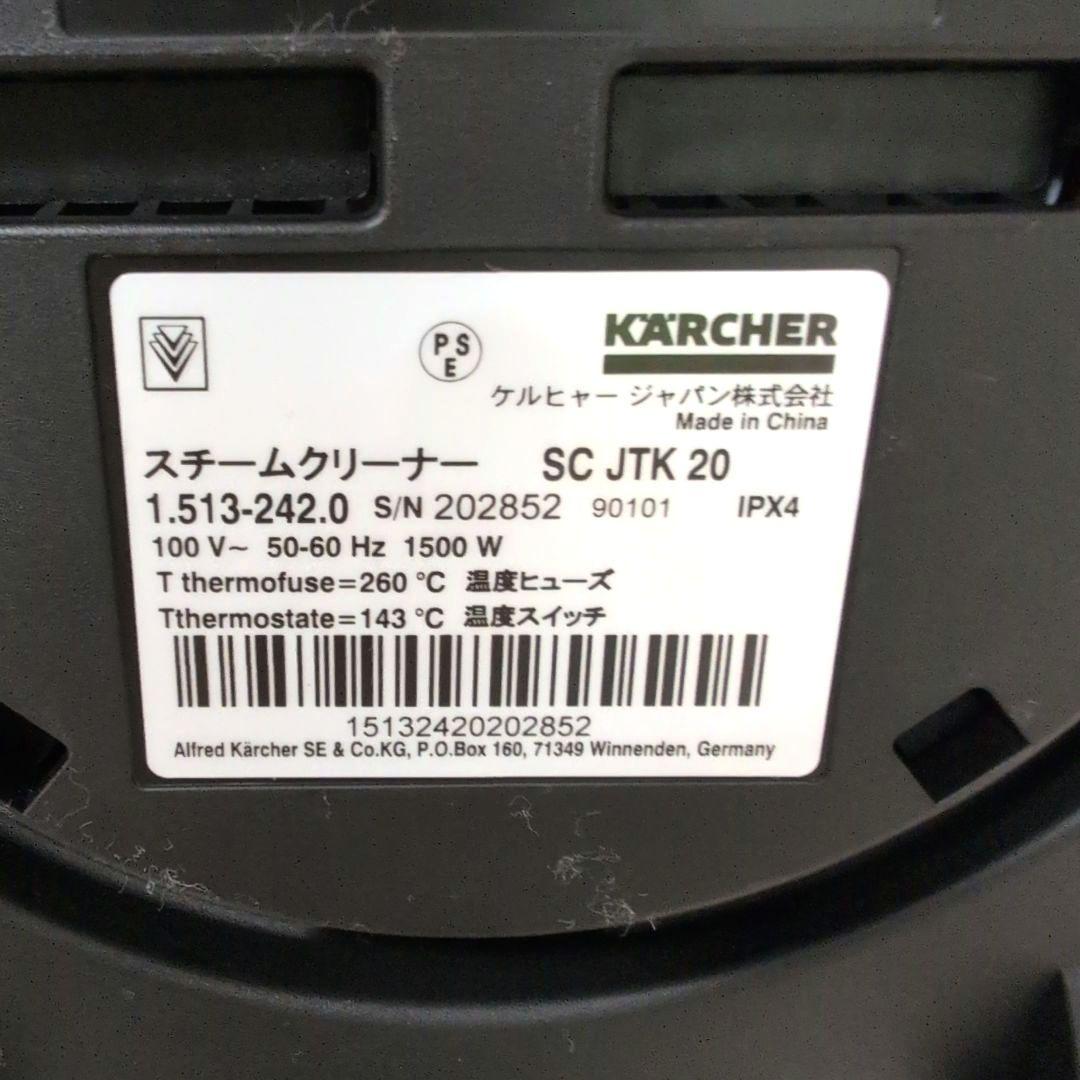 PSE
KÄRCHER
ケルヒャー ジャパン株式会社
Made in China
スチームクリーナー SC JTK 20
1.513-242.0 S/N 202852 90101 IPX4
100 V~ 50-60 Hz 1500 W
T thermofuse=260 °C 温度ヒューズ
Tthermostate=143 °C 温度スイッチ
15132420202852
Alfred Kärcher SE & Co.KG, P.O.Box 160, 71349 Winnenden, Germany